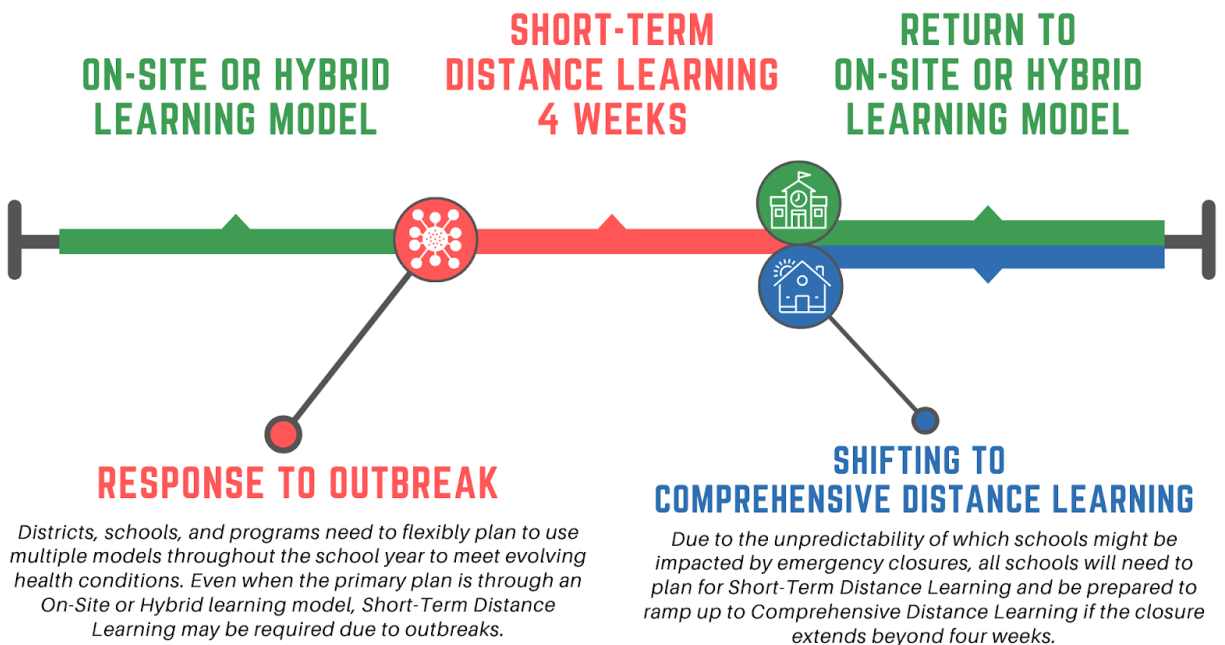 ON-SITE OR HYBRID
LEARNING MODEL
SHORT-TERM
DISTANCE LEARNING
4 WEEKS
RETURN TO
ON-SITE OR HYBRID
LEARNING MODEL
RESPONSE TO OUTBREAK
Districts, schools, and programs need to flexibly plan to use
multiple models throughout the school year to meet evolving
health conditions. Even when the primary plan is through an
On-Site or Hybrid learning model, Short-Term Distance
Learning may be required due to outbreaks.
SHIFTING TO
COMPREHENSIVE DISTANCE LEARNING
Due to the unpredictability of which schools might be
impacted by emergency closures, all schools will need to
plan for Short-Term Distance Learning and be prepared to
ramp up to Comprehensive Distance Learning if the closure
extends beyond four weeks.